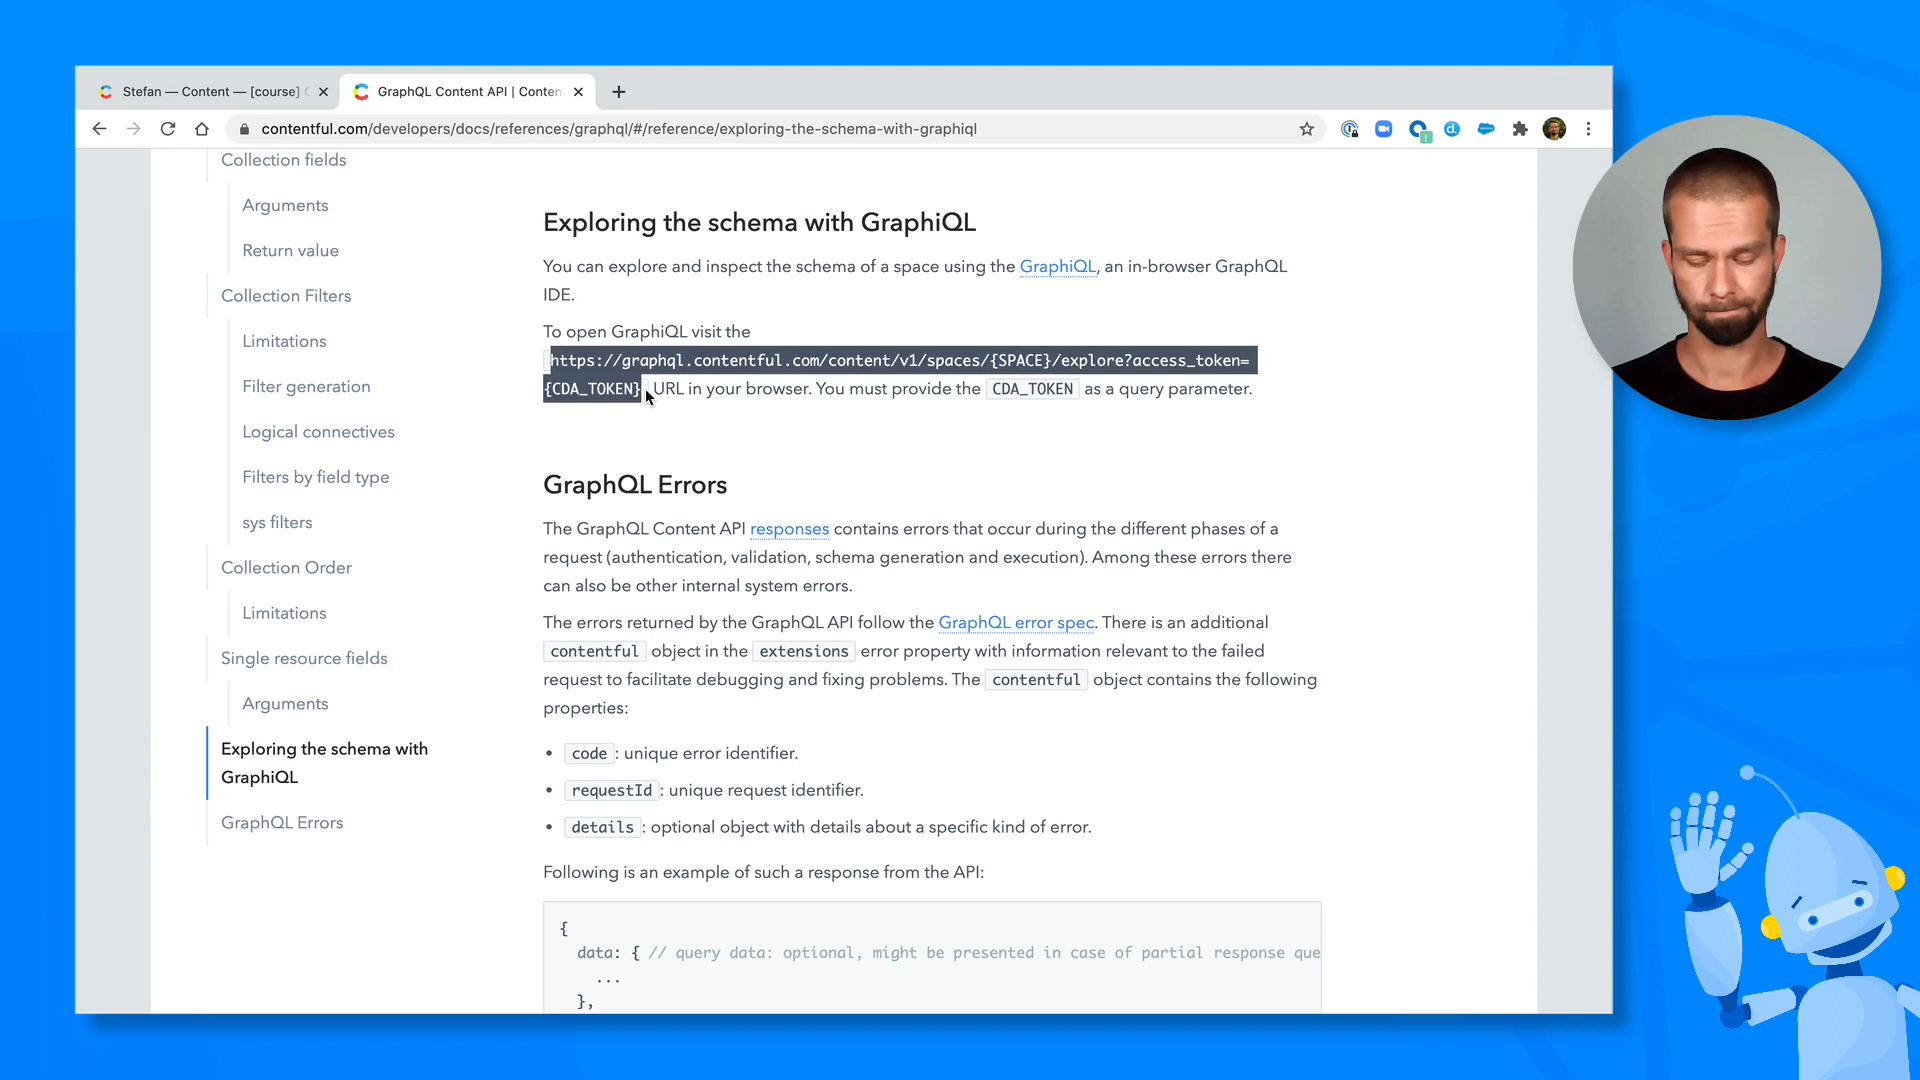 Stefan — Content — [course]
GraphQL Content API | Conten
contentful.com/developers/docs/references/graphql/#/reference/exploring-the-schema-with-graphiql
Collection fields
Arguments
Return value
Collection Filters
Limitations
Filter generation
Logical connectives
Filters by field type
sys filters
Collection Order
Limitations
Single resource fields
Arguments
Exploring the schema with
GraphiQL
GraphQL Errors
Exploring the schema with GraphiQL
You can explore and inspect the schema of a space using the GraphiQL, an in-browser GraphQL
IDE.
To open GraphiQL visit the
https://graphql.contentful.com/content/v1/spaces/{SPACE}/explore?access_token=
{CDA_TOKEN} URL in your browser. You must provide the CDA_TOKEN as a query parameter.
GraphQL Errors
The GraphQL Content API responses contains errors that occur during the different phases of a
request (authentication, validation, schema generation and execution). Among these errors there
can also be other internal system errors.
The errors returned by the GraphQL API follow the GraphQL error spec. There is an additional
contentful object in the extensions error property with information relevant to the failed
request to facilitate debugging and fixing problems. The contentful object contains the following
properties:
• code : unique error identifier.
• requestId : unique request identifier.
• details : optional object with details about a specific kind of error.
Following is an example of such a response from the API:
{
data: { // query data: optional, might be presented in case of partial response que
...
},